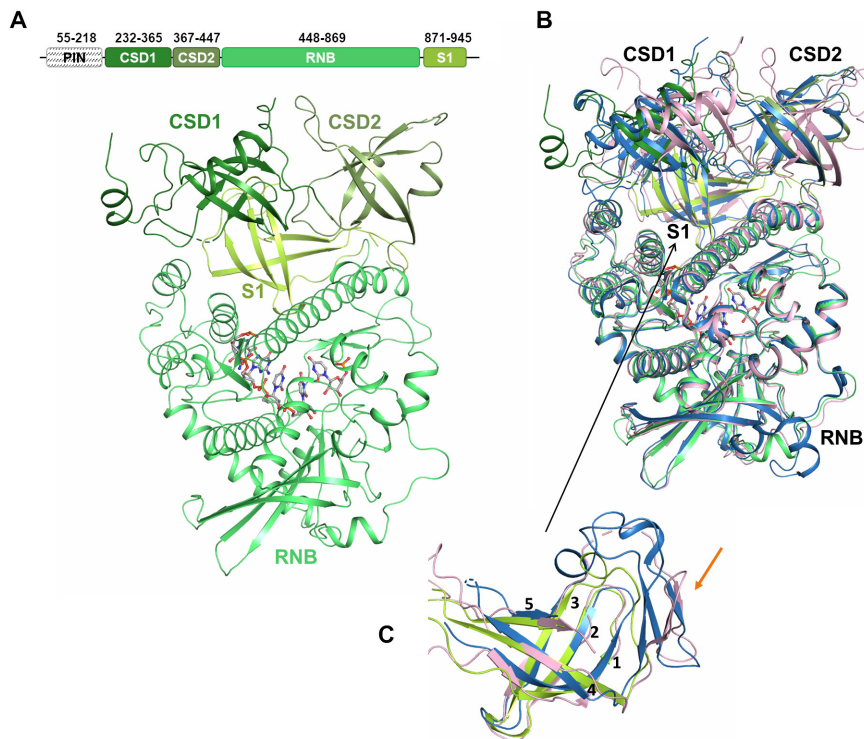 A
55-218 232-365 367-447 448-869 871-945
PIN CSD1 CSD2 RNB S1
CSD1 CSD2
S1
RNB
B
CSD1 CSD2
S1
RNB
C
5 3
2
1
4